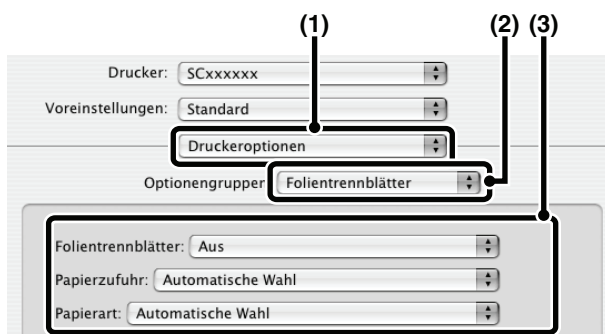 (1) (2) (3)
Drucker: SCxxxxxx
Voreinstellungen: Standard
Druckeroptionen
Optionengruppe: Folientrennblätter
Folientrennblätter: Aus
Papierzufuhr: Automatische Wahl
Papierart: Automatische Wahl